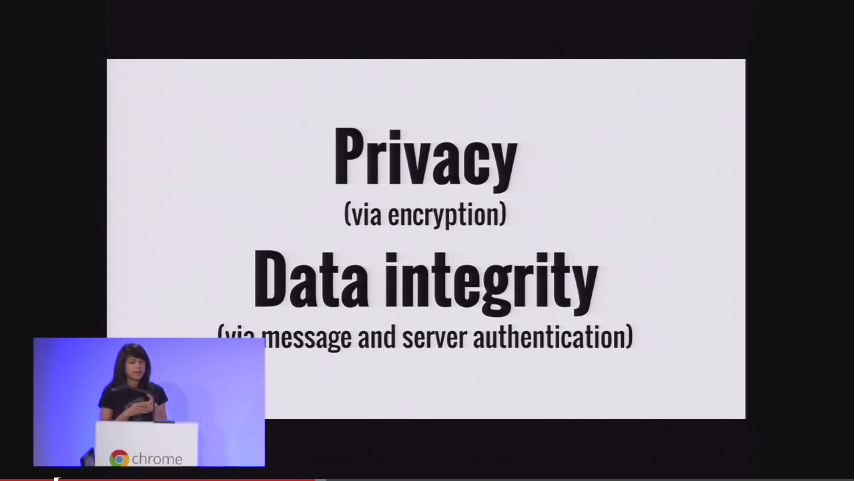 Privacy
(via encryption)
Data integrity
(via message and server authentication)
chrome